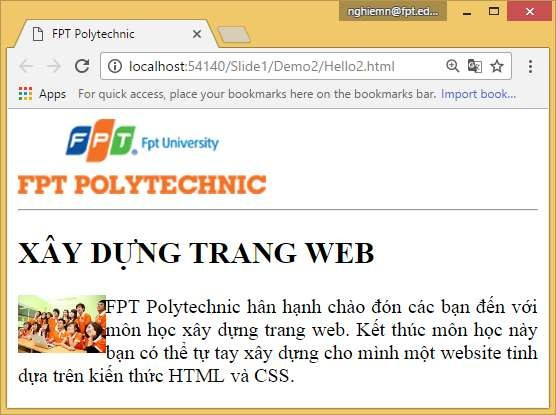 nghiemn@fpt.ed...
FPT Polytechnic
localhost:54140/Slide1/Demo2/Hello2.html
Apps For quick access, place your bookmarks here on the bookmarks bar. Import book...
FPT. Fpt University
FPT POLYTECHNIC
XÂY DỰNG TRANG WEB
FPT Polytechnic hân hạnh chào đón các bạn đến với
môn học xây dựng trang web. Kết thúc môn học này
bạn có thể tự tay xây dựng cho mình một website tỉnh
dựa trên kiến thức HTML và CSS.